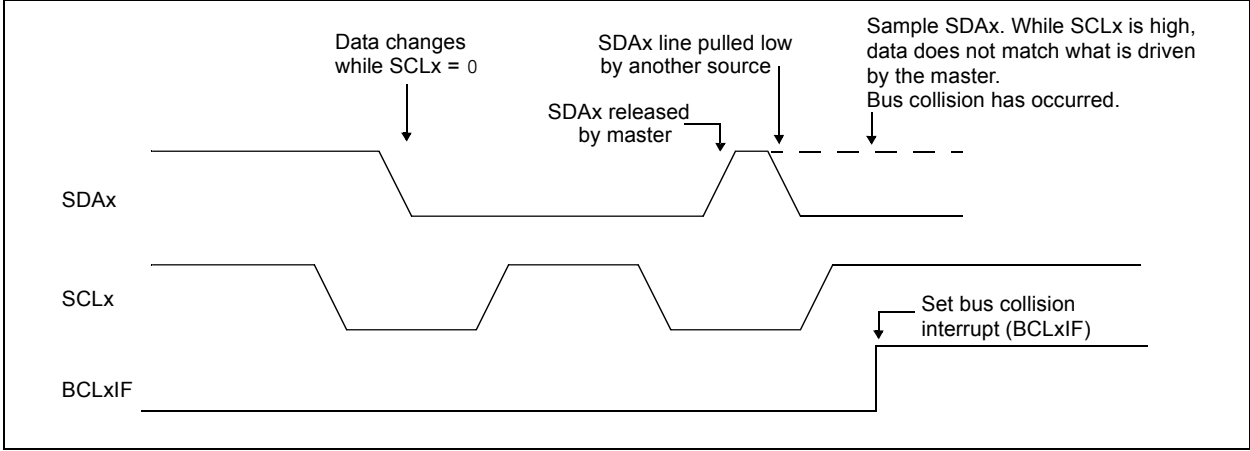 Data changes
while SCLx = 0
SDAx line pulled low
by another source
SDAx released
by master
Sample SDAx. While SCLx is high,
data does not match what is driven
by the master.
Bus collision has occurred.
SDAx
SCLx
Set bus collision
interrupt (BCLxIF)
BCLxIF